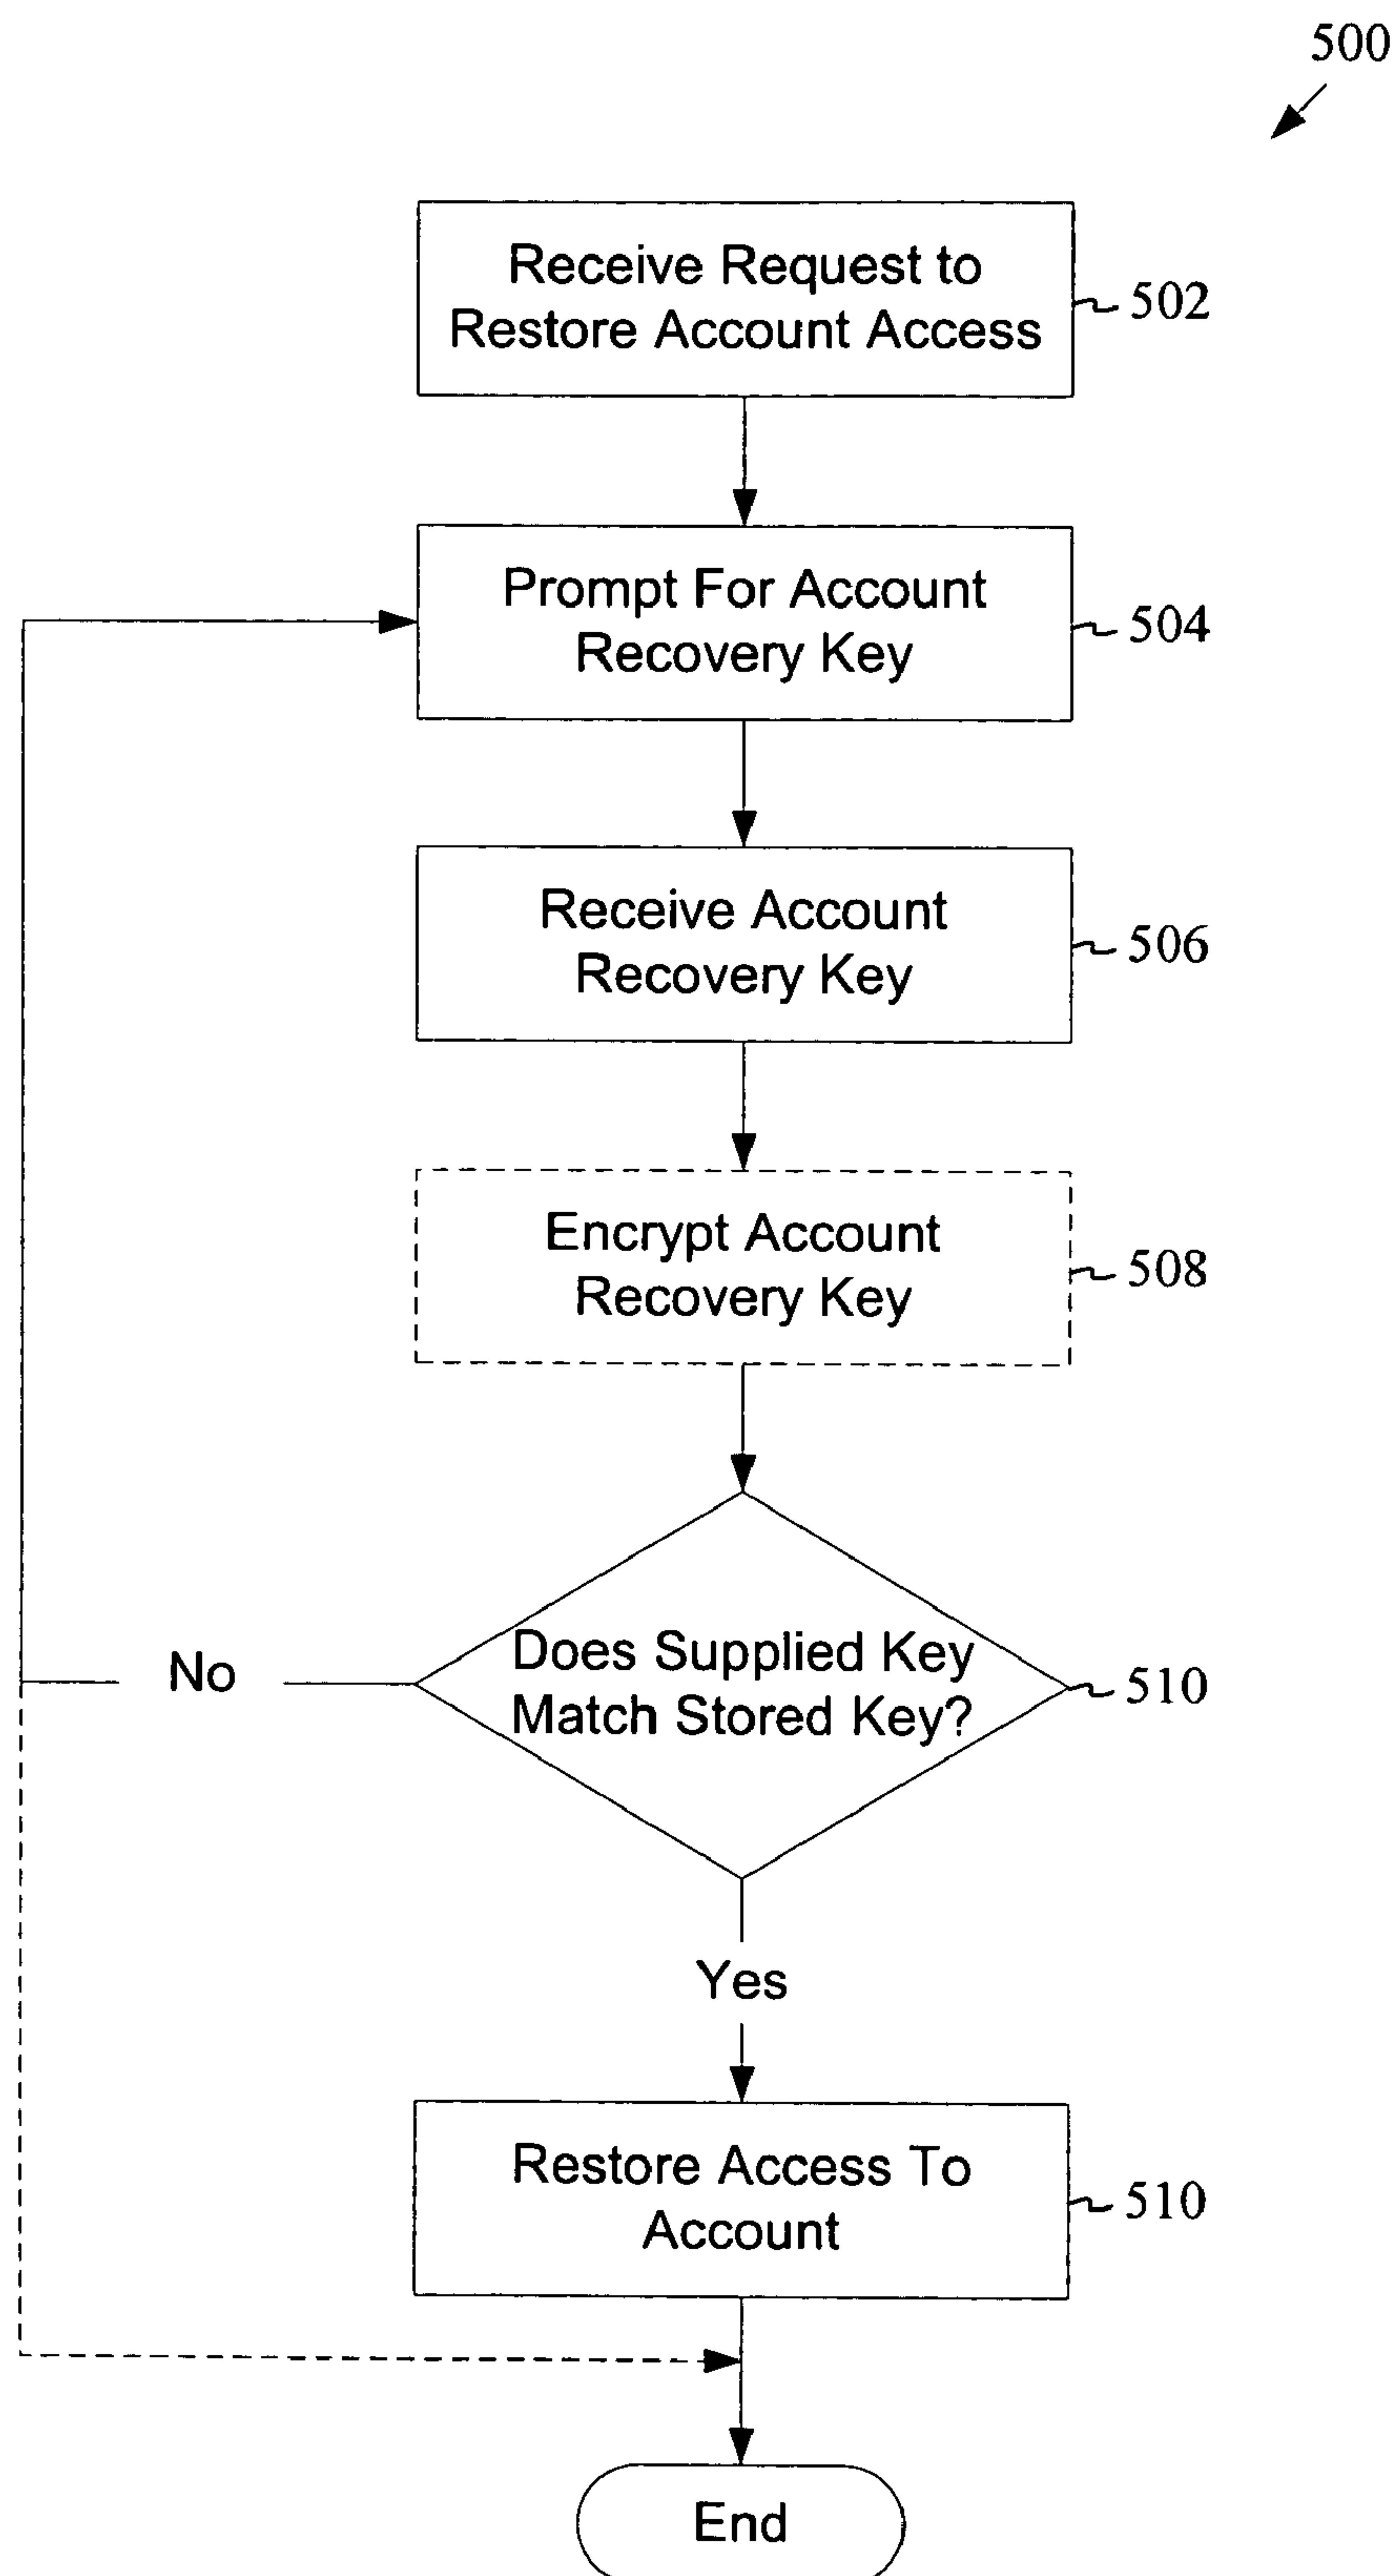 500
Receive Request to
Restore Account Access
502
Prompt For Account
Recovery Key
504
Receive Account
Recovery Key
506
Encrypt Account
Recovery Key
508
Does Supplied Key
Match Stored Key?
510
No
Yes
Restore Access To
Account
510
End